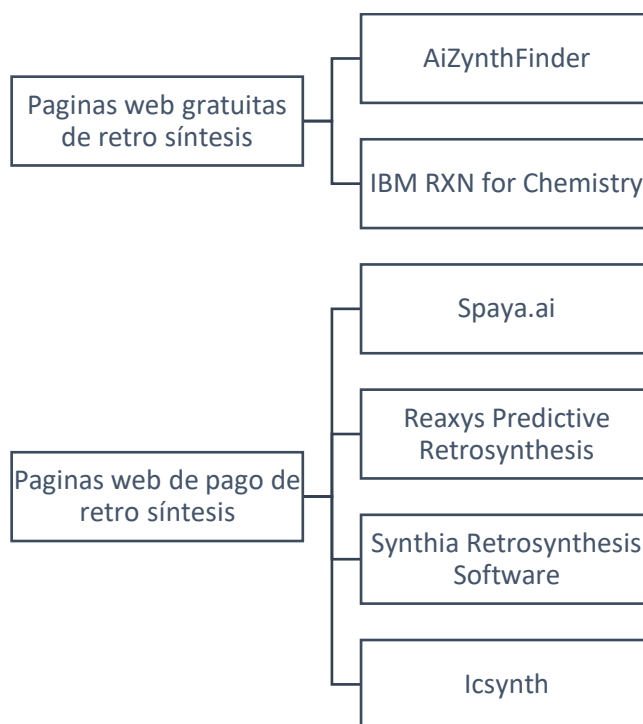 Paginas web gratuitas
de retro síntesis
AiZynthFinder
IBM RXN for Chemistry
Paginas web de pago de
retro síntesis
Spaya.ai
Reaxys Predictive
Retrosynthesis
Synthia Retrosynthesis
Software
Icsynth